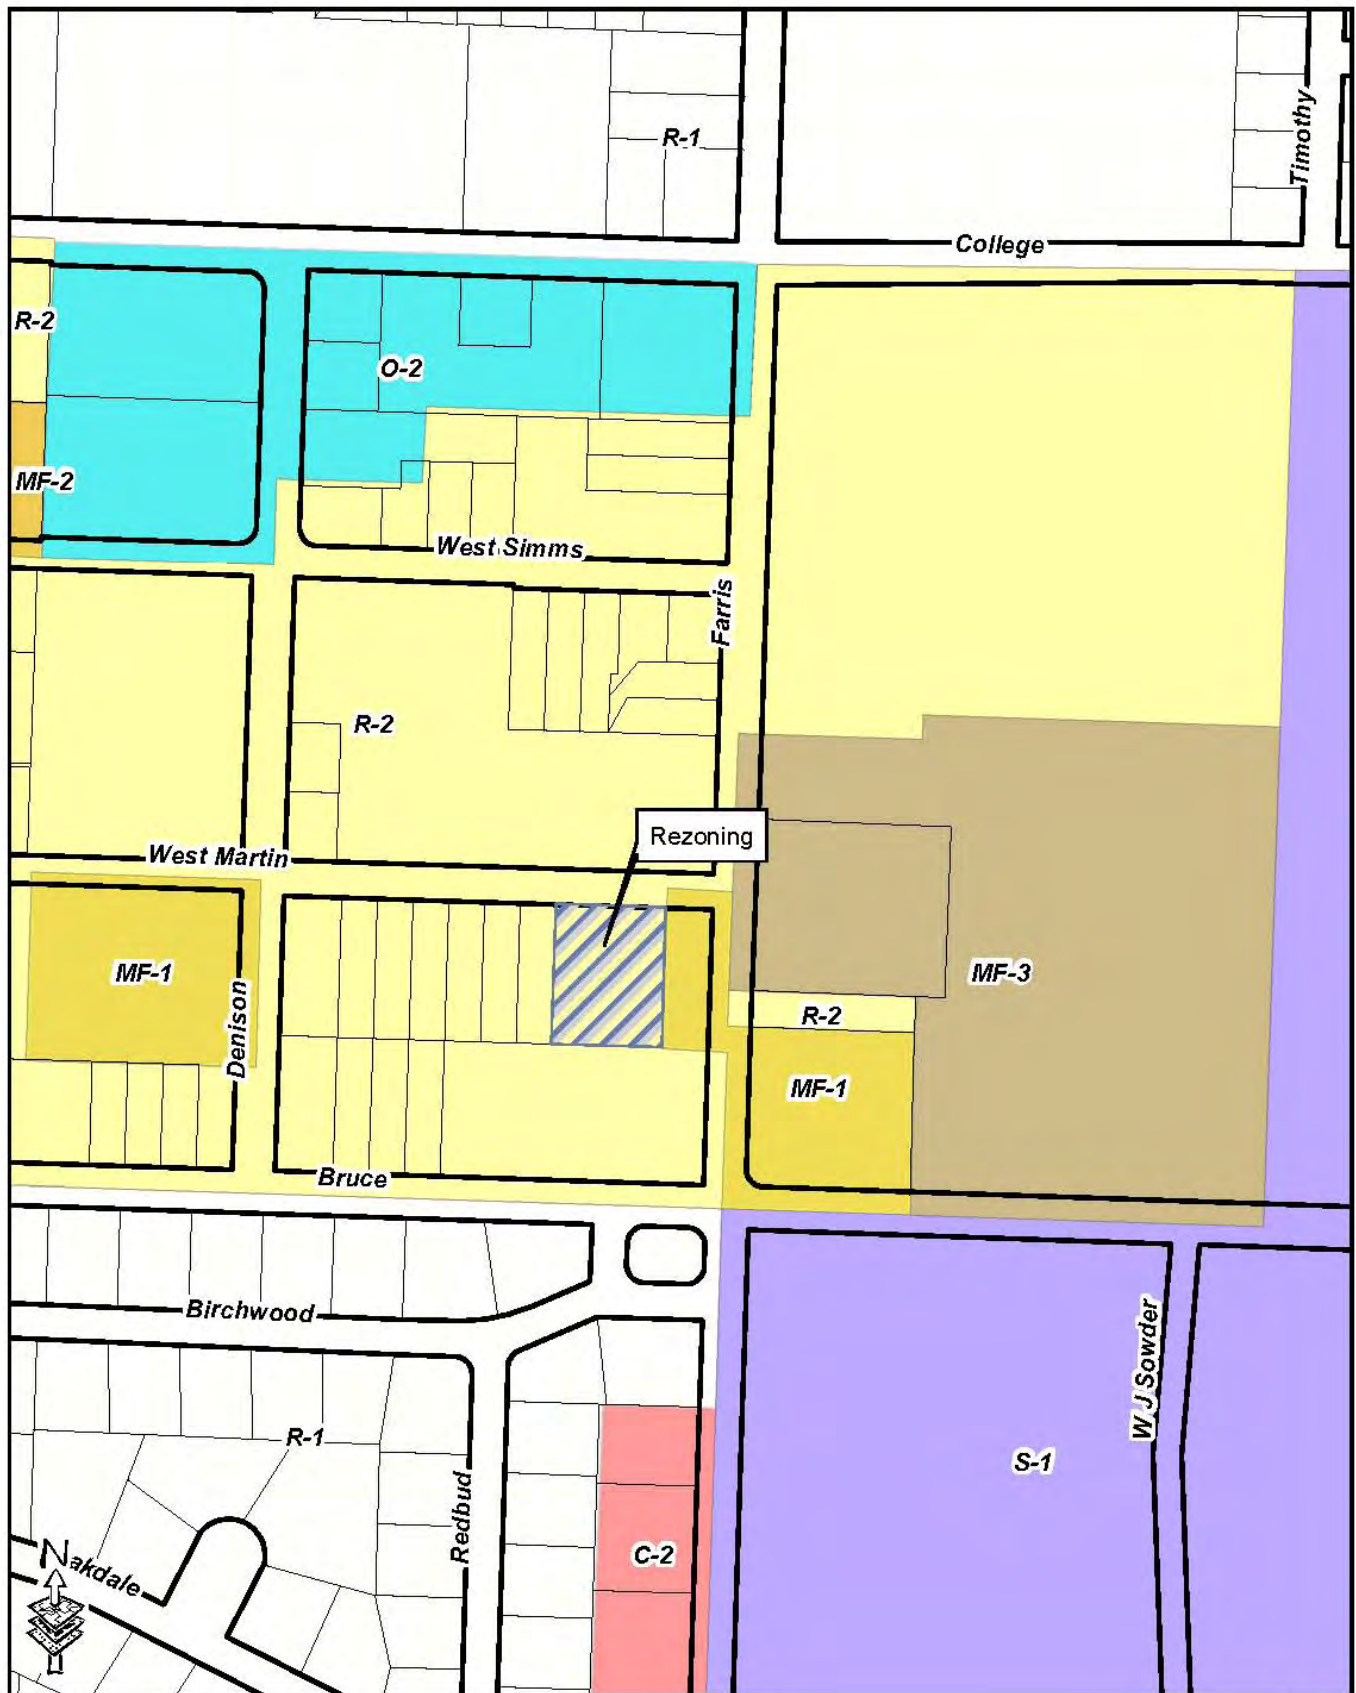 R-1
Timothy
College
R-2
O-2
MF-2
West Simms
Farris
R-2
Rezoning
West Martin
MF-1
Denison
MF-3
R-2
MF-1
Bruce
Birchwood
W J Sowder
R-1
S-1
Redbud
C-2
N
akdale